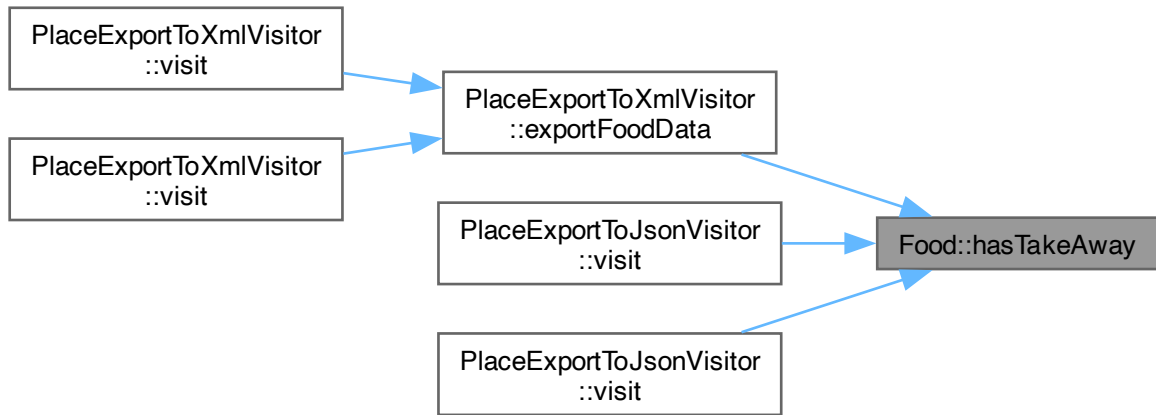 PlaceExportToXmlVisitor
::visit
PlaceExportToXmlVisitor
::visit
PlaceExportToXmlVisitor
::exportFoodData
PlaceExportToJsonVisitor
::visit
PlaceExportToJsonVisitor
::visit
Food::hasTakeAway